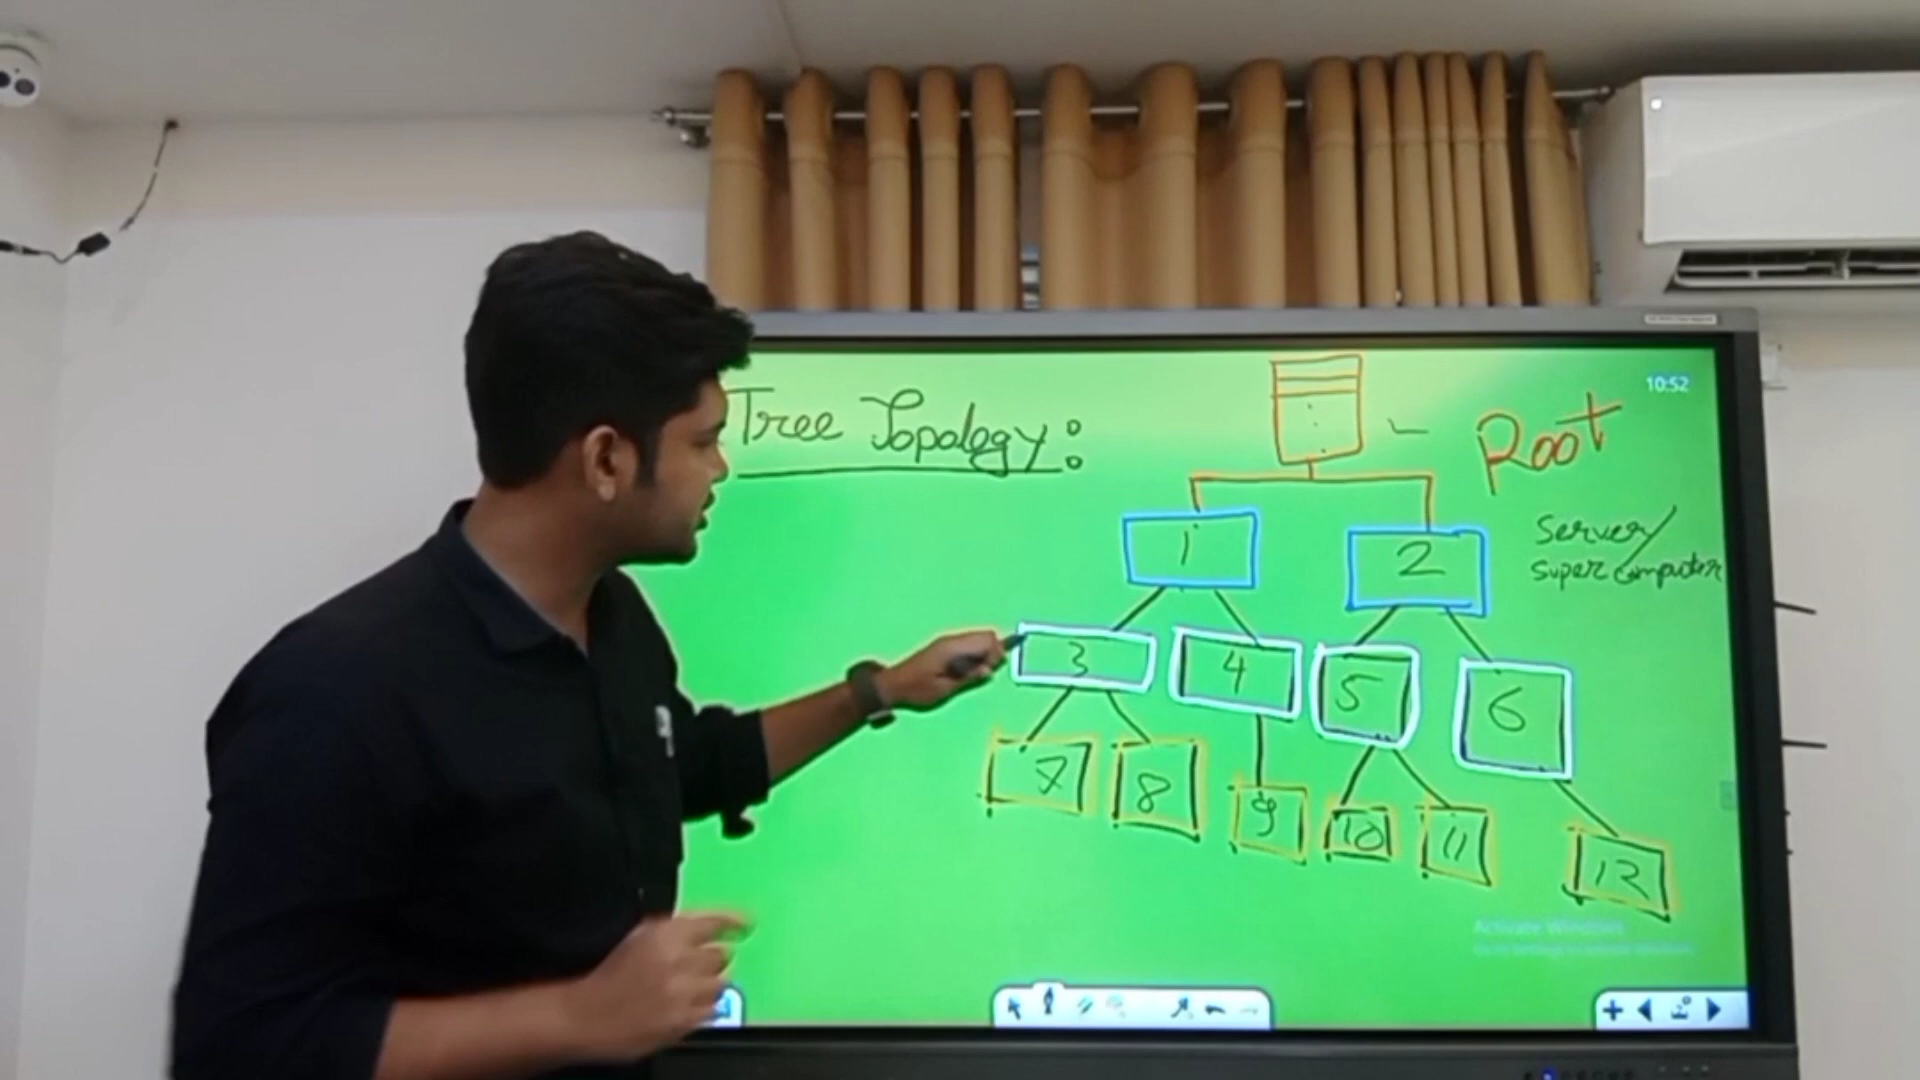 10:52
Tree Topology:
Root
Server/
Super computer
1
2
3
4
5
6
7
8
9
10
11
12
Activate Windows